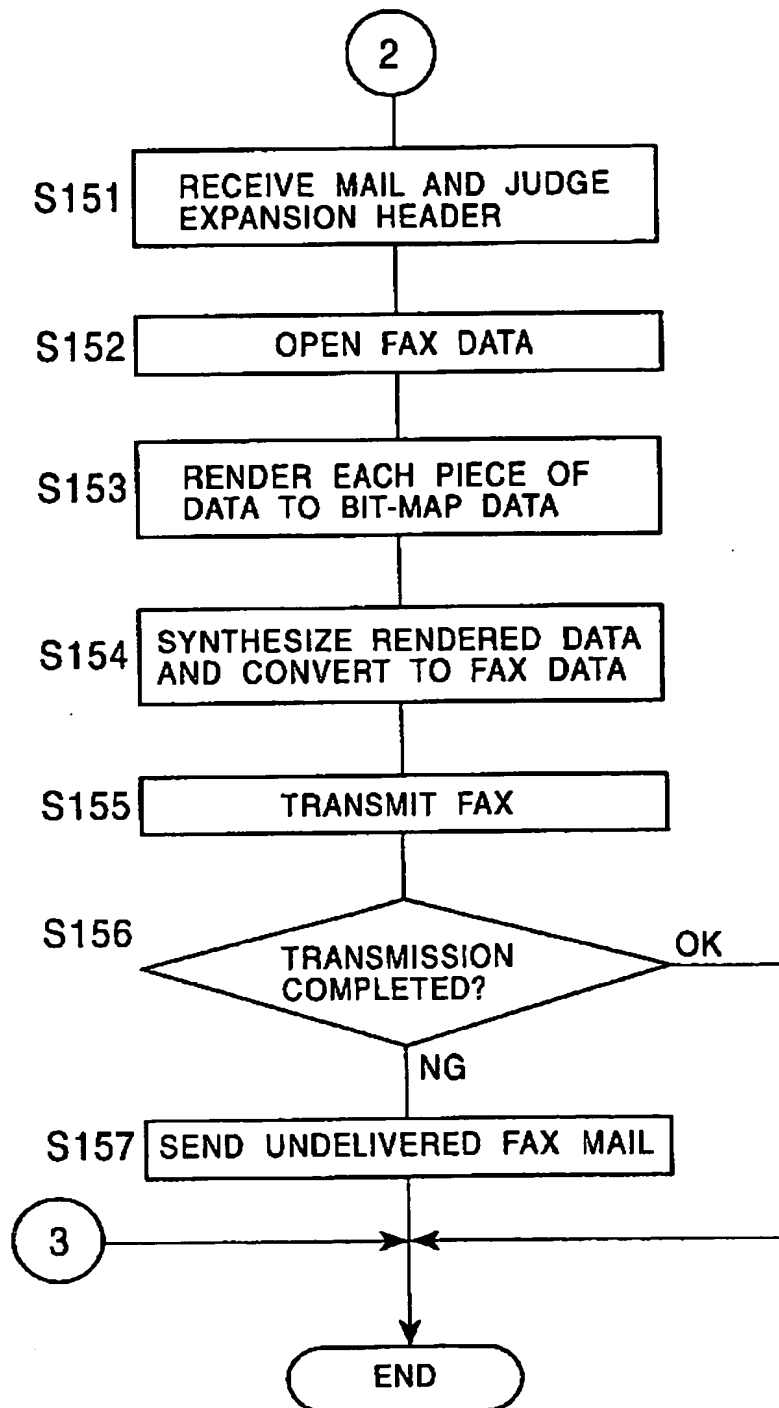 2
S151
RECEIVE MAIL AND JUDGE
EXPANSION HEADER
S152
OPEN FAX DATA
S153
RENDER EACH PIECE OF
DATA TO BIT-MAP DATA
S154
SYNTHESIZE RENDERED DATA
AND CONVERT TO FAX DATA
S155
TRANSMIT FAX
S156
TRANSMISSION
COMPLETED?
OK
NG
S157
SEND UNDELIVERED FAX MAIL
3
END